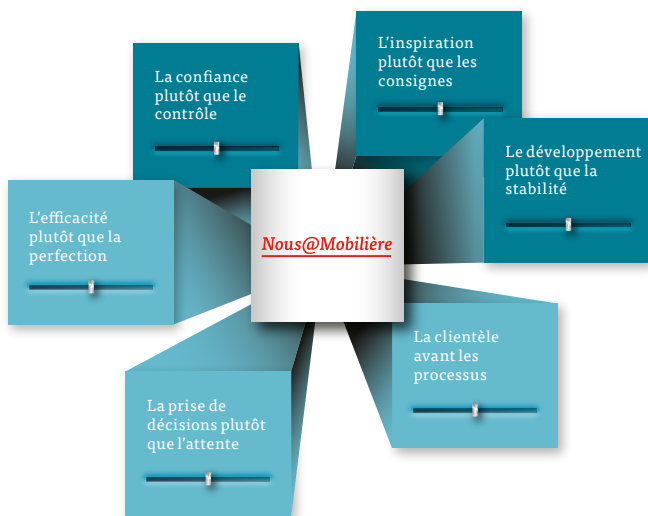 L'inspiration
plutôt que les
consignes
La confiance
plutôt que le
contrôle
Le développement
plutôt que la
stabilité
L'efficacité
plutôt que la
perfection
Nous@Mobilière
La clientèle
avant les
processus
La prise de
décisions plutôt
que l'attente